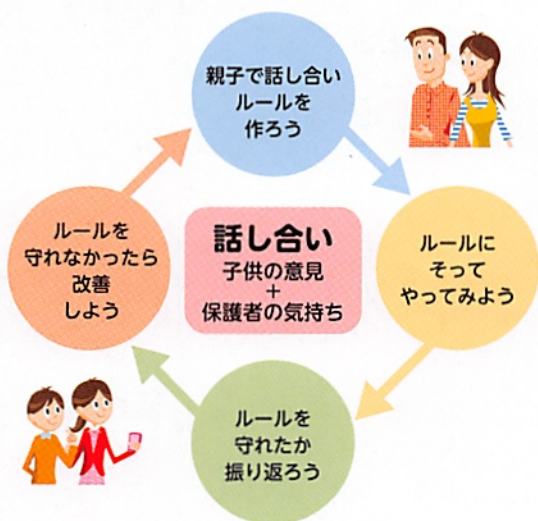 親子で話し合い
ルールを
作ろう
ルールに
そって
やってみよう
ルールを
守れたか
振り返ろう
ルールを
守れなかったら
改善
しよう
話し合い
子供の意見
+
保護者の気持ち